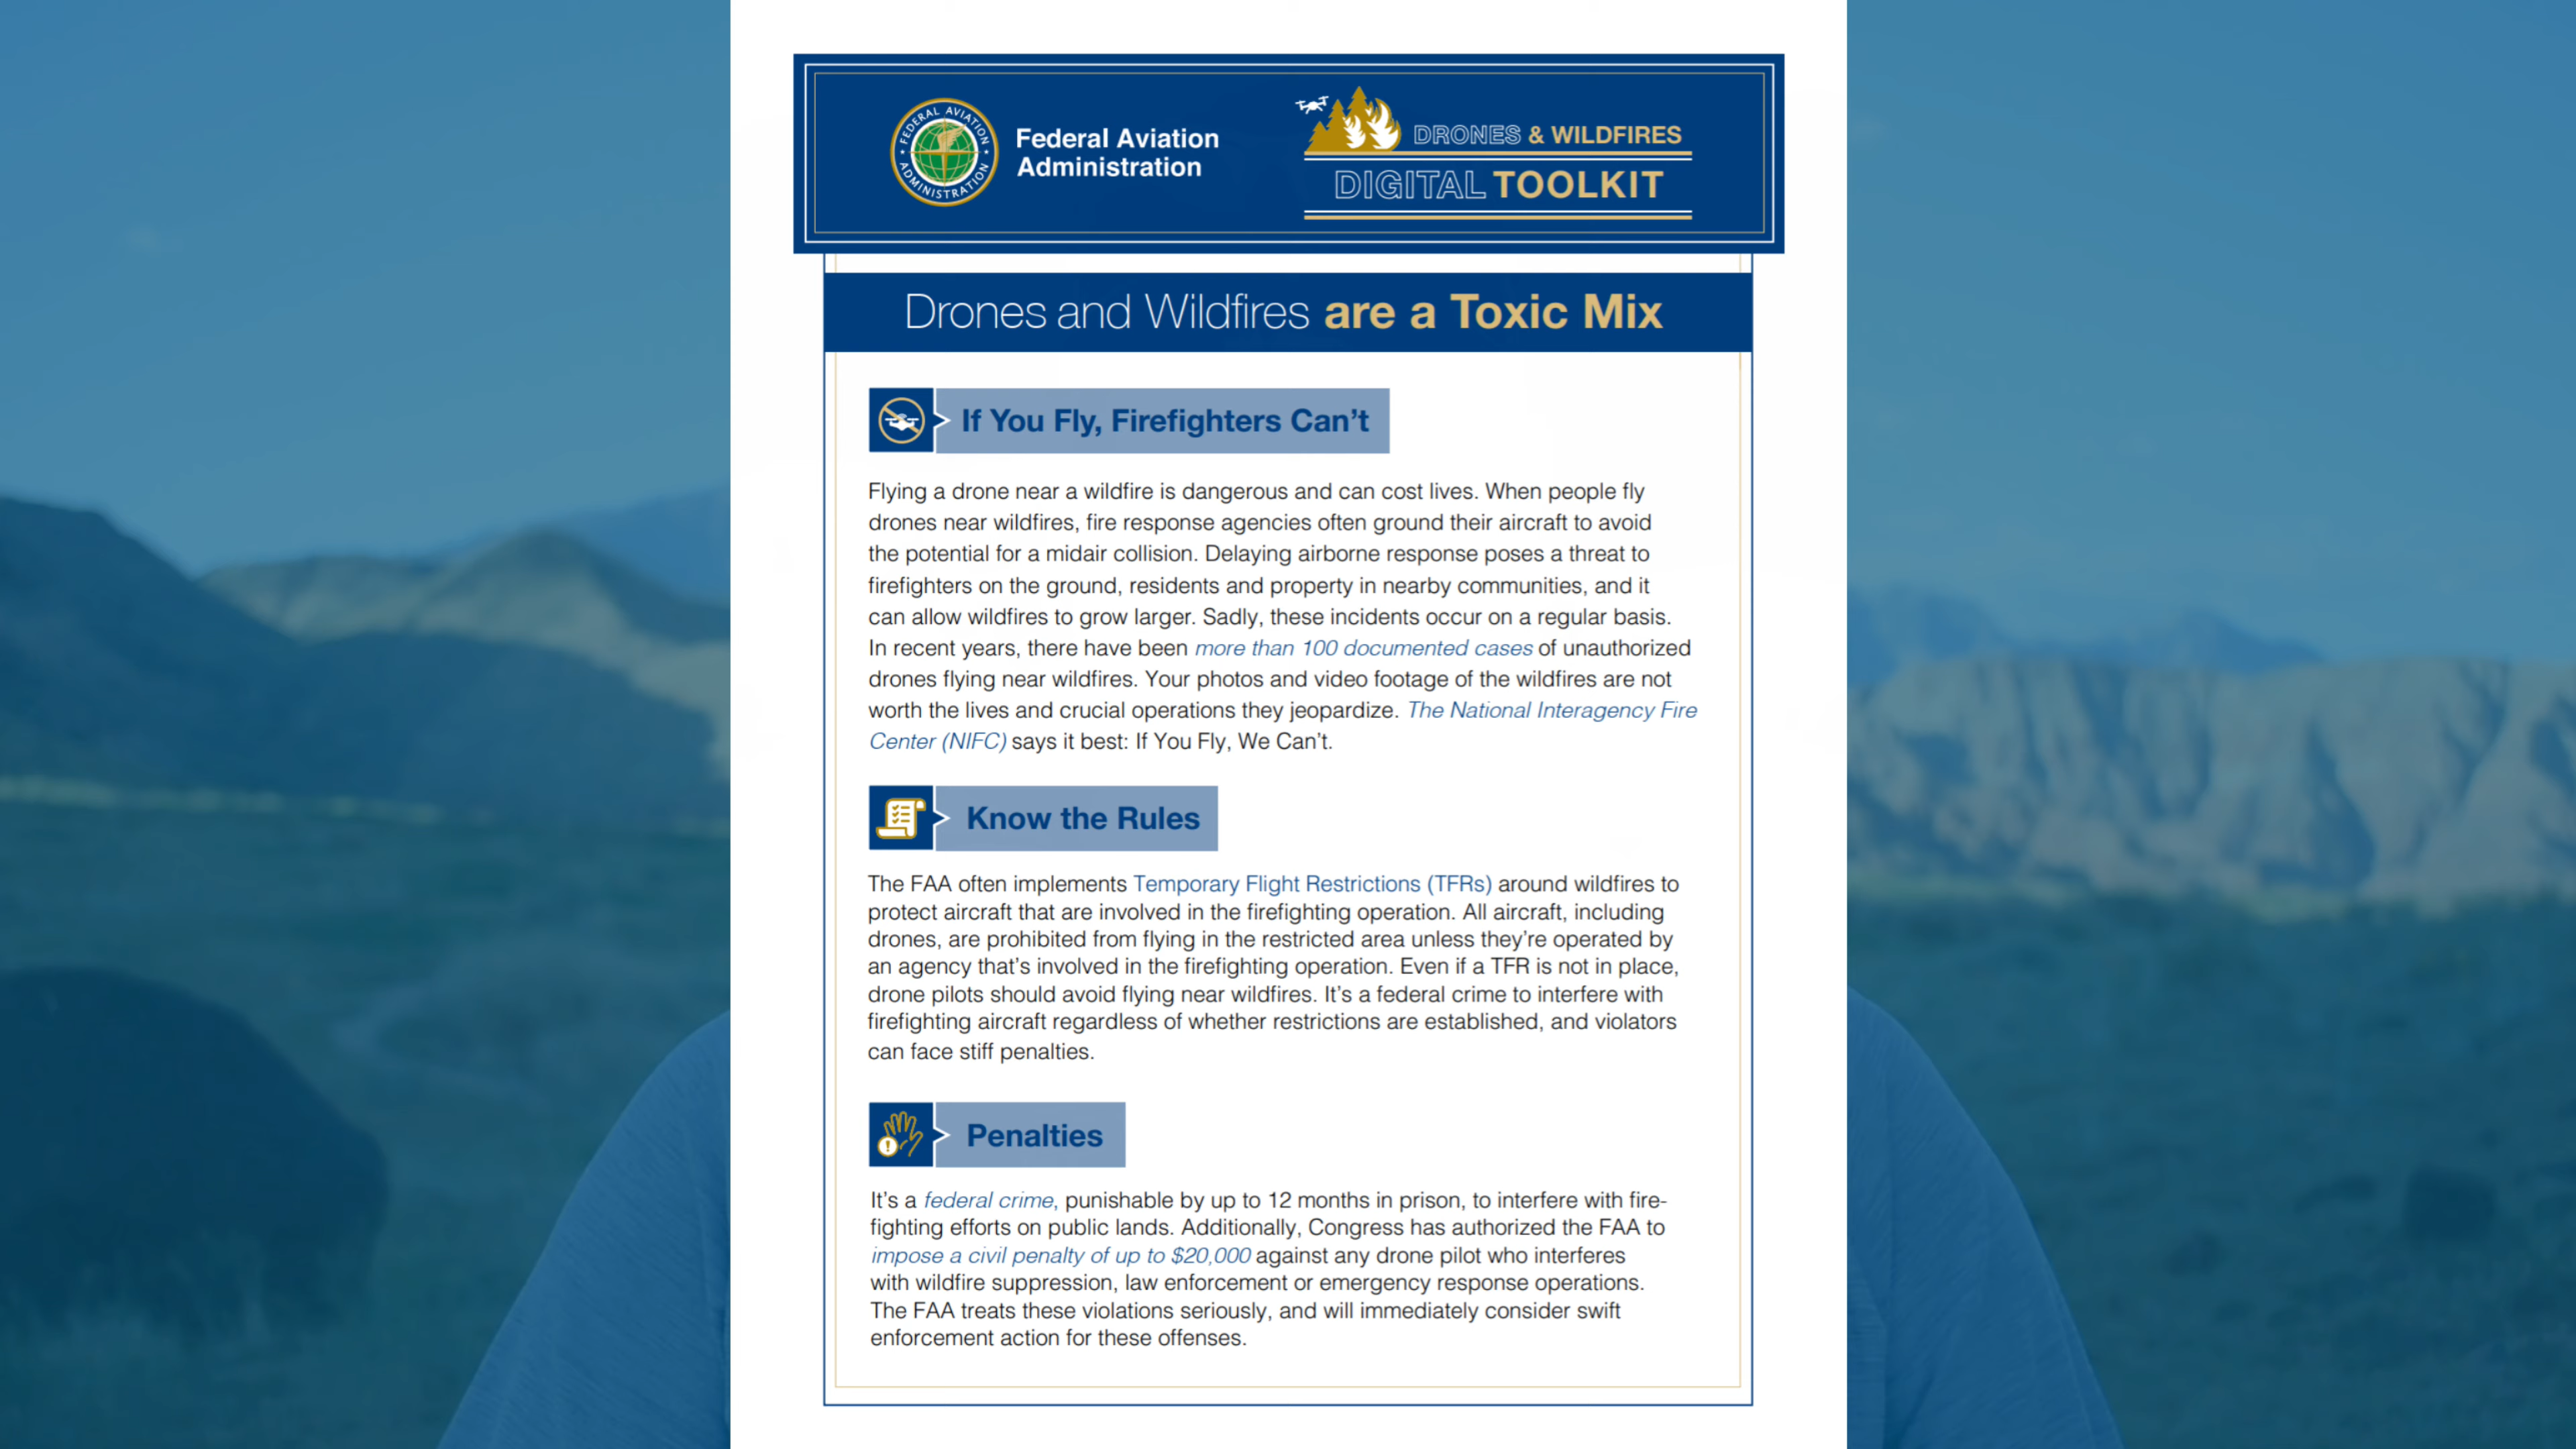 FEDERAL AVIATION
ADMINISTRATION
Federal Aviation
Administration
DRONES & WILDFIRES
DIGITAL TOOLKIT
Drones and Wildfires are a Toxic Mix
If You Fly, Firefighters Can’t
Flying a drone near a wildfire is dangerous and can cost lives. When people fly
drones near wildfires, fire response agencies often ground their aircraft to avoid
the potential for a midair collision. Delaying airborne response poses a threat to
firefighters on the ground, residents and property in nearby communities, and it
can allow wildfires to grow larger. Sadly, these incidents occur on a regular basis.
In recent years, there have been more than 100 documented cases of unauthorized
drones flying near wildfires. Your photos and video footage of the wildfires are not
worth the lives and crucial operations they jeopardize. The National Interagency Fire
Center (NIFC) says it best: If You Fly, We Can’t.
Know the Rules
The FAA often implements Temporary Flight Restrictions (TFRs) around wildfires to
protect aircraft that are involved in the firefighting operation. All aircraft, including
drones, are prohibited from flying in the restricted area unless they’re operated by
an agency that’s involved in the firefighting operation. Even if a TFR is not in place,
drone pilots should avoid flying near wildfires. It’s a federal crime to interfere with
firefighting aircraft regardless of whether restrictions are established, and violators
can face stiff penalties.
Penalties
It’s a federal crime, punishable by up to 12 months in prison, to interfere with fire-
fighting efforts on public lands. Additionally, Congress has authorized the FAA to
impose a civil penalty of up to $20,000 against any drone pilot who interferes
with wildfire suppression, law enforcement or emergency response operations.
The FAA treats these violations seriously, and will immediately consider swift
enforcement action for these offenses.